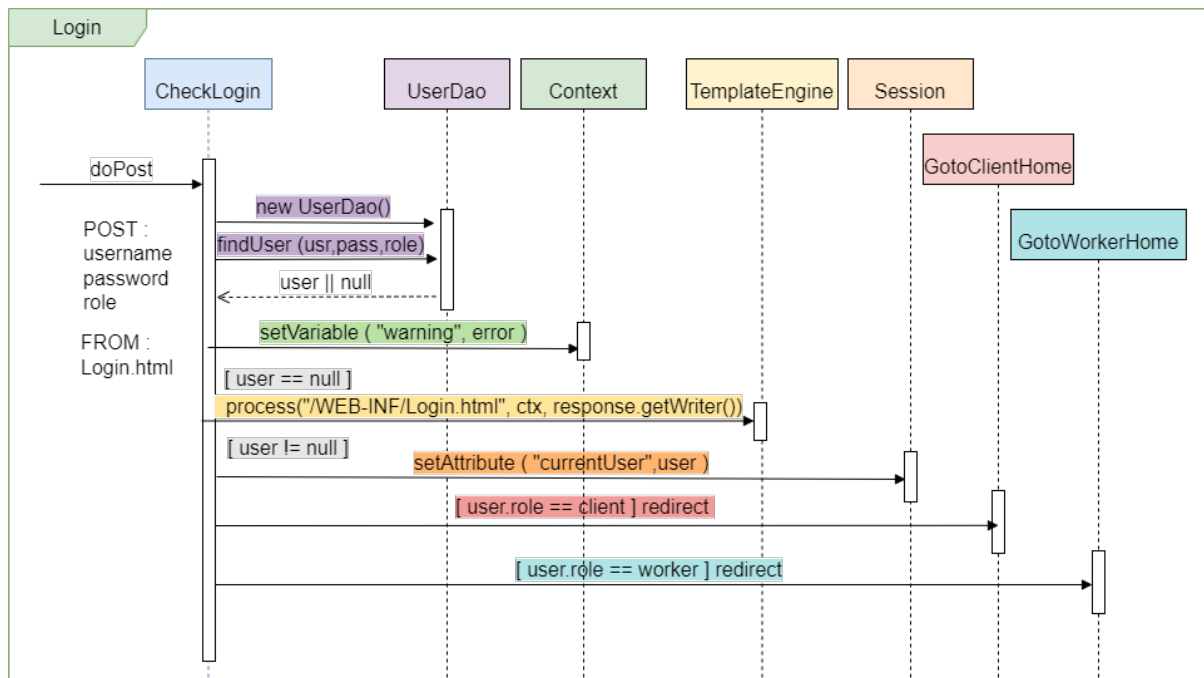 Login
CheckLogin
UserDao
Context
TemplateEngine
Session
GotoClientHome
GotoWorkerHome
doPost
POST :
username
password
role
FROM :
Login.html
new UserDao()
findUser (usr,pass,role)
user || null
setVariable ( "warning", error )
[ user == null ]
process("/WEB-INF/Login.html", ctx, response.getWriter())
[ user != null ]
setAttribute ( "currentUser",user )
[ user.role == client ] redirect
[ user.role == worker ] redirect